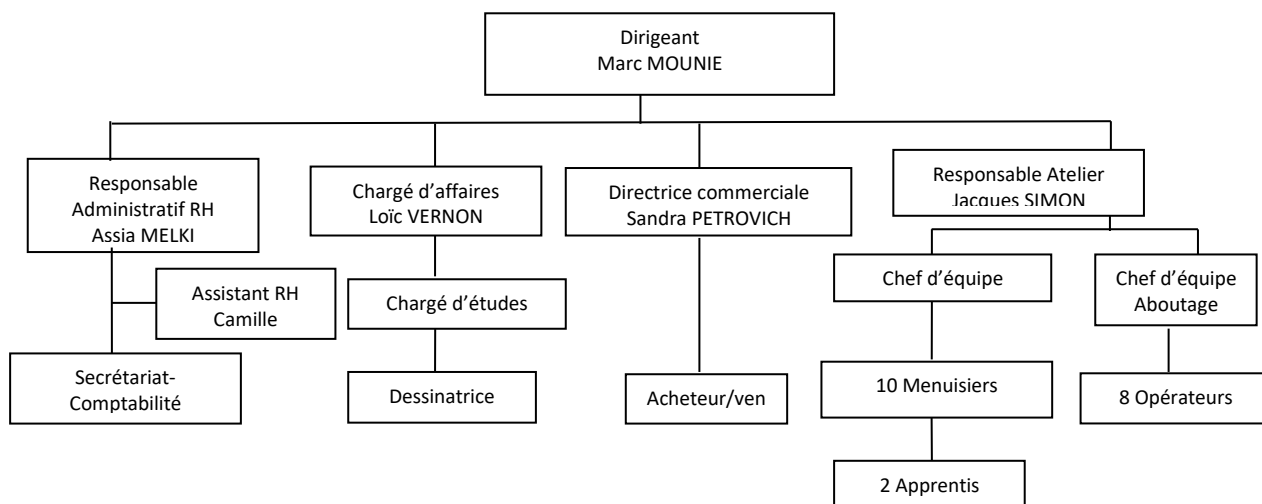 Dirigeant
Marc MOUNIE
Responsable
Administratif RH
Assia MELKI
Chargé d’affaires
Loïc VERNON
Directrice commerciale
Sandra PETROVICH
Responsable Atelier
Jacques SIMON
Assistant RH
Camille
Chargé d’études
Chef d’équipe
Chef d’équipe
Aboutage
Secrétariat-
Comptabilité
Dessinatrice
Acheteur/ven
10 Menuisiers
8 Opérateurs
2 Apprentis